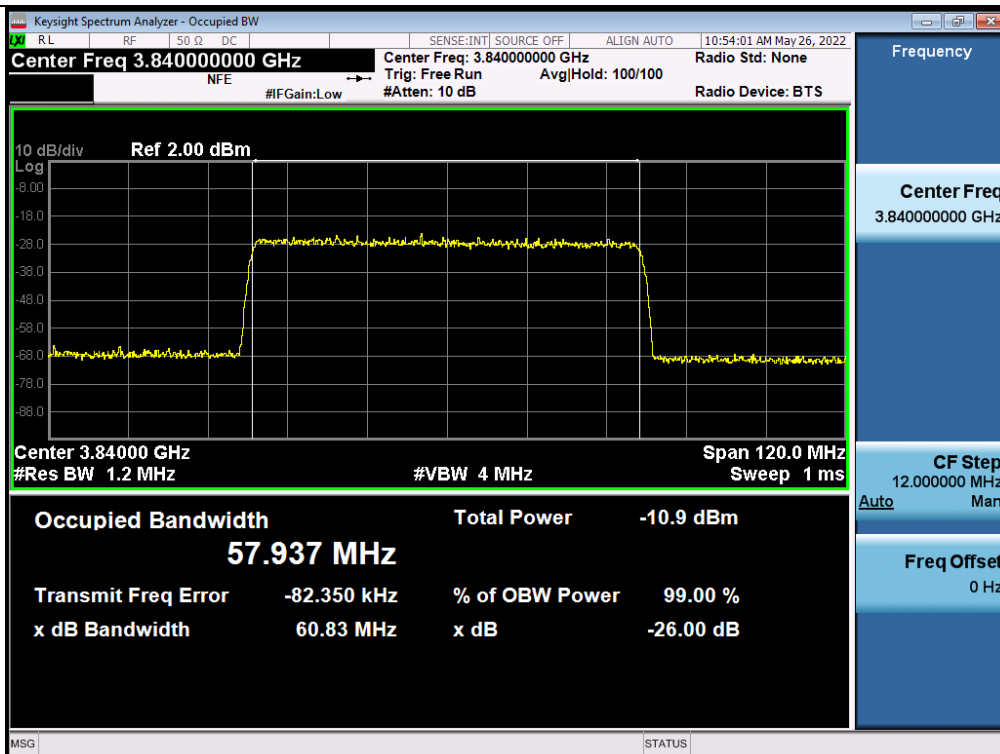 Keysight Spectrum Analyzer - Occupied BW
LXI RL RF 50 Ω DC SENSE:INT SOURCE OFF ALIGN AUTO 10:54:01 AM May 26, 2022
Center Freq 3.840000000 GHz
NFE
#IFGain:Low
Center Freq: 3.840000000 GHz
Trig: Free Run Avg|Hold: 100/100
#Atten: 10 dB
Radio Std: None
Radio Device: BTS
10 dB/div Ref 2.00 dBm
Log
-8.00
-18.0
-28.0
-38.0
-48.0
-58.0
-68.0
-78.0
-88.0
Center 3.84000 GHz Span 120.0 MHz
#Res BW 1.2 MHz #VBW 4 MHz Sweep 1 ms
Occupied Bandwidth Total Power -10.9 dBm
57.937 MHz
Transmit Freq Error -82.350 kHz % of OBW Power 99.00 %
x dB Bandwidth 60.83 MHz x dB -26.00 dB
MSG STATUS
Frequency
Center Freq
3.840000000 GHz
CF Step
12.000000 MHz
Auto Man
Freq Offset
0 Hz